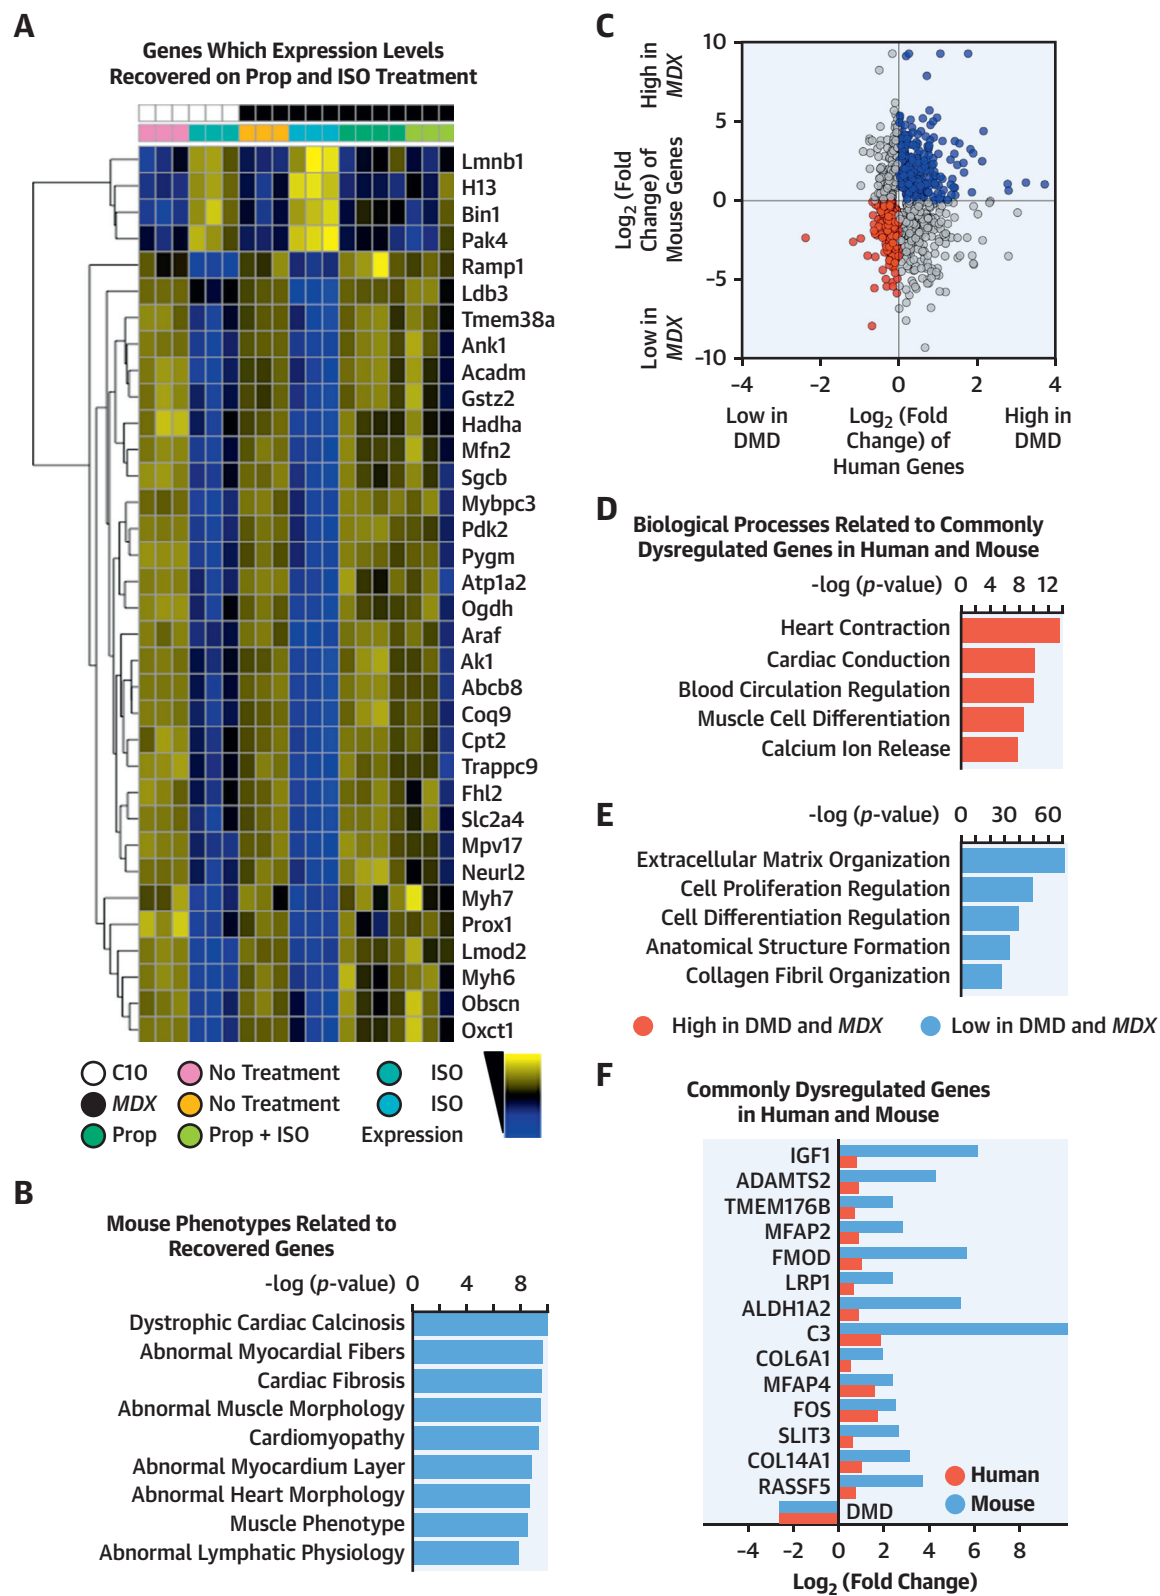 A
Genes Which Expression Levels
Recovered on Prop and ISO Treatment
Lmnb1
H13
Bin1
Pak4
Ramp1
Ldb3
Tmem38a
Ank1
Acadm
Gstz2
Hadha
Mfn2
Sgcb
Mybpc3
Pdk2
Pygm
Atp1a2
Ogdh
Araf
Ak1
Abcb8
Coq9
Cpt2
Trappc9
Fhl2
Slc2a4
Mpv17
Neurl2
Myh7
Prox1
Lmod2
Myh6
Obscn
Oxct1
C10 No Treatment ISO
MDX No Treatment ISO
Prop Prop + ISO Expression
B
Mouse Phenotypes Related to
Recovered Genes
-log (p-value) 0 4 8
Dystrophic Cardiac Calcinosis
Abnormal Myocardial Fibers
Cardiac Fibrosis
Abnormal Muscle Morphology
Cardiomyopathy
Abnormal Myocardium Layer
Abnormal Heart Morphology
Muscle Phenotype
Abnormal Lymphatic Physiology
C
High in
MDX
Log2 (Fold
Change) of
Mouse Genes
Low in
MDX
10
5
0
-5
-10
-4 -2 0 2 4
Low in
DMD
Log2 (Fold
Change) of
Human Genes
High in
DMD
D
Biological Processes Related to Commonly
Dysregulated Genes in Human and Mouse
-log (p-value) 0 4 8 12
Heart Contraction
Cardiac Conduction
Blood Circulation Regulation
Muscle Cell Differentiation
Calcium Ion Release
E
-log (p-value) 0 30 60
Extracellular Matrix Organization
Cell Proliferation Regulation
Cell Differentiation Regulation
Anatomical Structure Formation
Collagen Fibril Organization
High in DMD and MDX Low in DMD and MDX
F
Commonly Dysregulated Genes
in Human and Mouse
IGF1
ADAMTS2
TMEM176B
MFAP2
FMOD
LRP1
ALDH1A2
C3
COL6A1
MFAP4
FOS
SLIT3
COL14A1
RASSF5
DMD
Human
Mouse
-4 -2 0 2 4 6 8
Log2 (Fold Change)